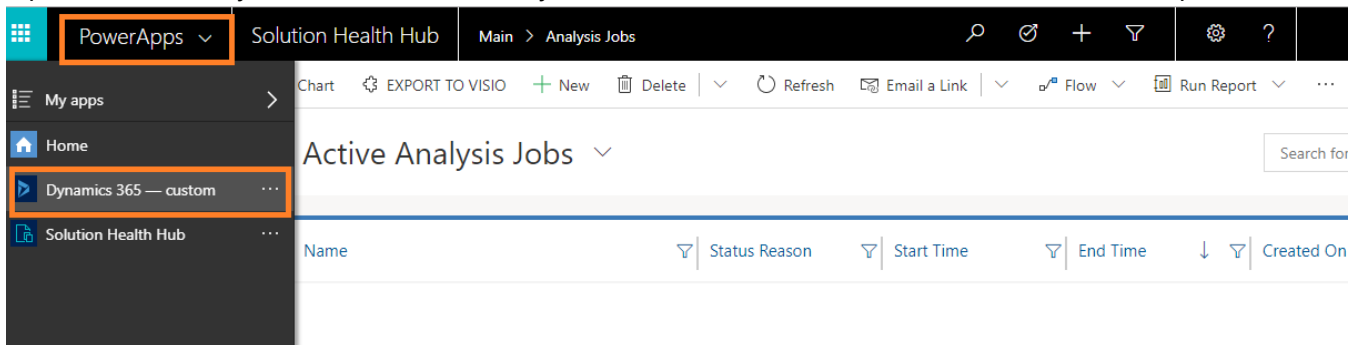 PowerApps Solution Health Hub Main > Analysis Jobs
My apps
Chart EXPORT TO VISIO New Delete Refresh Email a Link Flow Run Report ...
Home
Active Analysis Jobs
Search for
Dynamics 365 — custom ...
Solution Health Hub ...
Name Status Reason Start Time End Time Created On